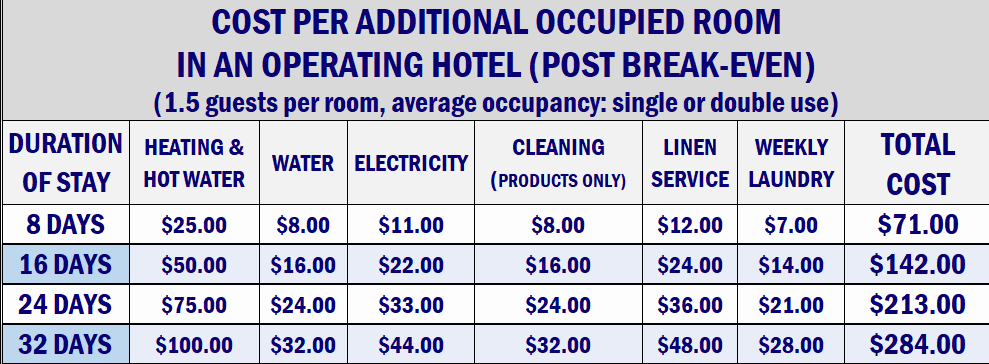 COST PER ADDITIONAL OCCUPIED ROOM
IN AN OPERATING HOTEL (POST BREAK-EVEN)
(1.5 guests per room, average occupancy: single or double use)
DURATION OF STAY HEATING & HOT WATER WATER ELECTRICITY CLEANING (PRODUCTS ONLY) LINEN SERVICE WEEKLY LAUNDRY TOTAL COST
8 DAYS $25.00 $8.00 $11.00 $8.00 $12.00 $7.00 $71.00
16 DAYS $50.00 $16.00 $22.00 $16.00 $24.00 $14.00 $142.00
24 DAYS $75.00 $24.00 $33.00 $24.00 $36.00 $21.00 $213.00
32 DAYS $100.00 $32.00 $44.00 $32.00 $48.00 $28.00 $284.00